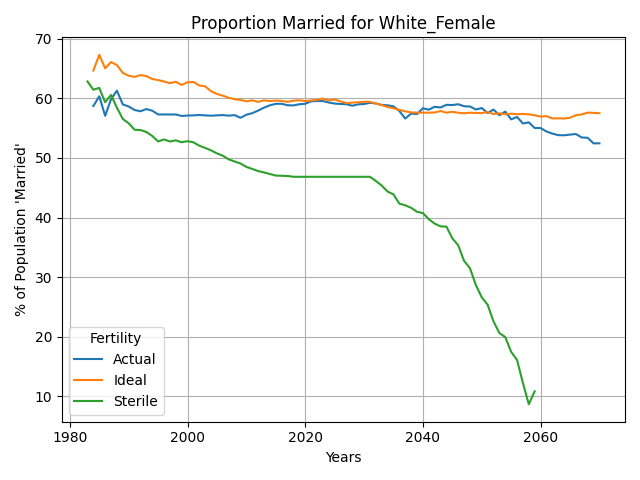 Proportion Married for White_Female
% of Population 'Married'
70
60
50
40
30
20
10
Fertility
Actual
Ideal
Sterile
1980 2000 2020 2040 2060
Years